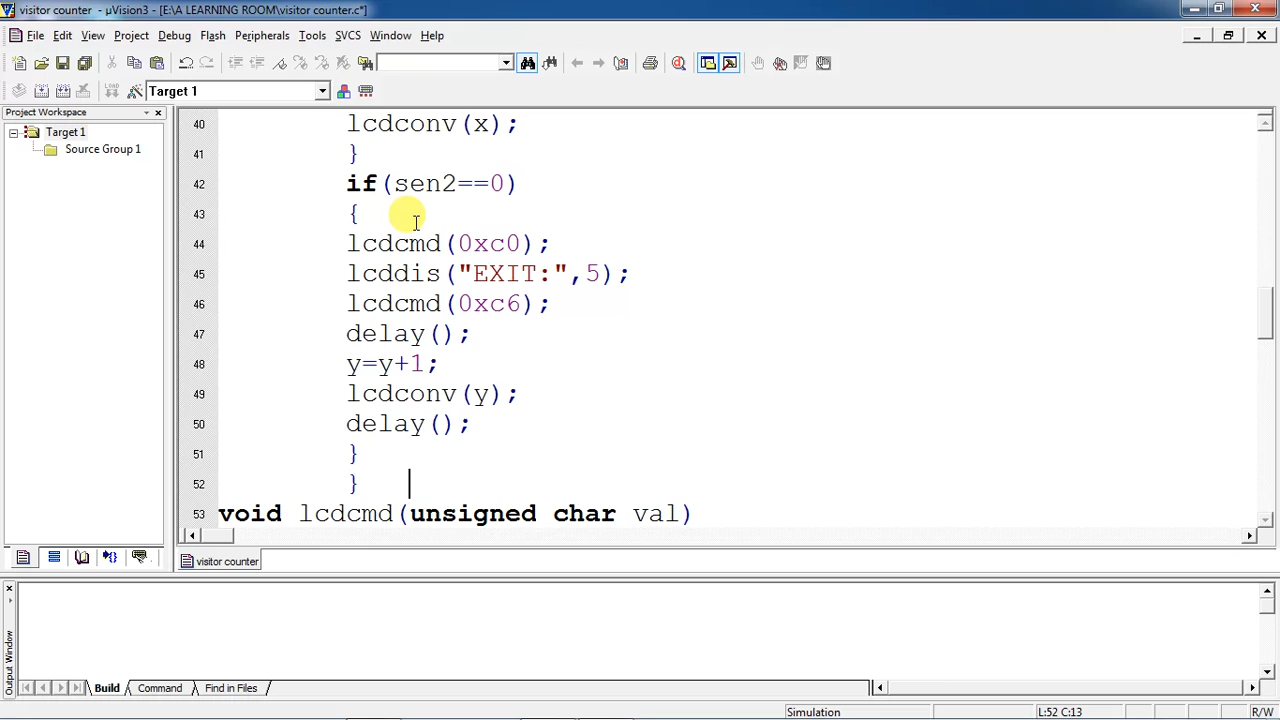 visitor counter - µVision3 - [E:\A LEARNING ROOM\visitor counter.c*]
File Edit View Project Debug Flash Peripherals Tools SVCS Window Help
Target 1
Project Workspace
Target 1
Source Group 1
40 lcdconv(x);
41 }
42 if(sen2==0)
43 {
44 lcdcmd(0xc0);
45 lcddis("EXIT:",5);
46 lcdcmd(0xc6);
47 delay();
48 y=y+1;
49 lcdconv(y);
50 delay();
51 }
52 }
53 void lcdcmd(unsigned char val)
visitor counter
Output Window
Build Command Find in Files
Simulation L:52 C:13 R/W